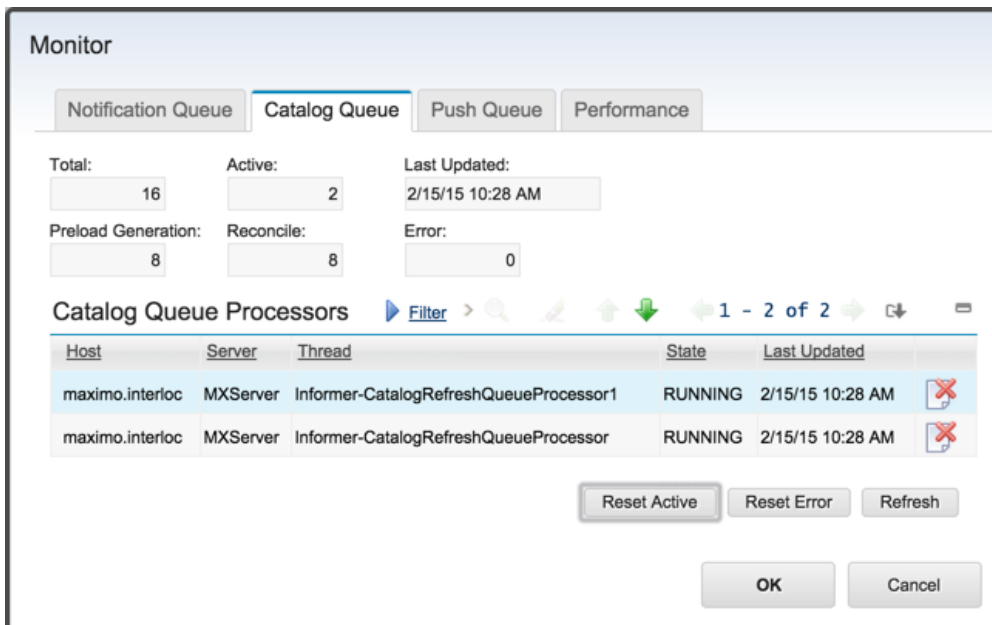 Monitor
Notification Queue Catalog Queue Push Queue Performance
Total: Active: Last Updated:
16 2 2/15/15 10:28 AM
Preload Generation: Reconcile: Error:
8 8 0
Catalog Queue Processors Filter 1 - 2 of 2
Host Server Thread State Last Updated
maximo.interloc MXServer Informer-CatalogRefreshQueueProcessor1 RUNNING 2/15/15 10:28 AM
maximo.interloc MXServer Informer-CatalogRefreshQueueProcessor RUNNING 2/15/15 10:28 AM
Reset Active Reset Error Refresh
OK Cancel